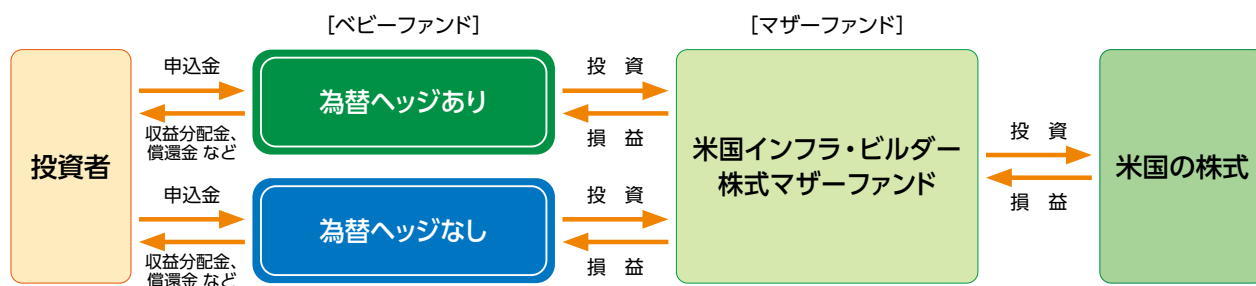 [ベビーファンド]
[マザーファンド]
投資者
申込金
収益分配金、
償還金 など
為替ヘッジあり
投 資
損 益
申込金
収益分配金、
償還金 など
為替ヘッジなし
投 資
損 益
米国インフラ・ビルダー
株式マザーファンド
投 資
損 益
米国の株式